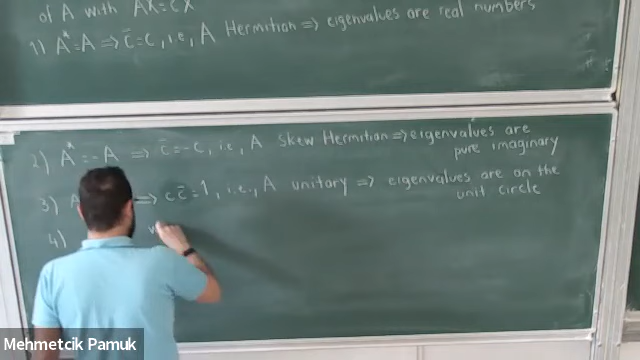 of A with AX=cX
1) A*=A ⇒ c̄=c, i.e, A Hermitian ⇒ eigenvalues are real numbers
2) A*=-A ⇒ c̄=-c, i.e, A Skew Hermitian ⇒ eigenvalues are
pure imaginary
3) A ⇒ cc̄=1, i.e., A unitary ⇒ eigenvalues are on the
unit circle
4)
Mehmetcik Pamuk